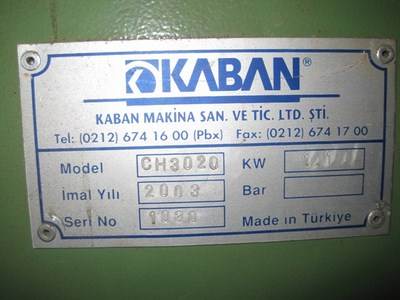 KABAN®
KABAN MAKİNA SAN. VE TİC. LTD. ŞTİ.
Tel: (0212) 674 16 00 (Pbx) Fax: (0212) 674 17 00
Model CH3020 KW
İmal Yılı 2003 Bar
Seri No
Made in Türkiye